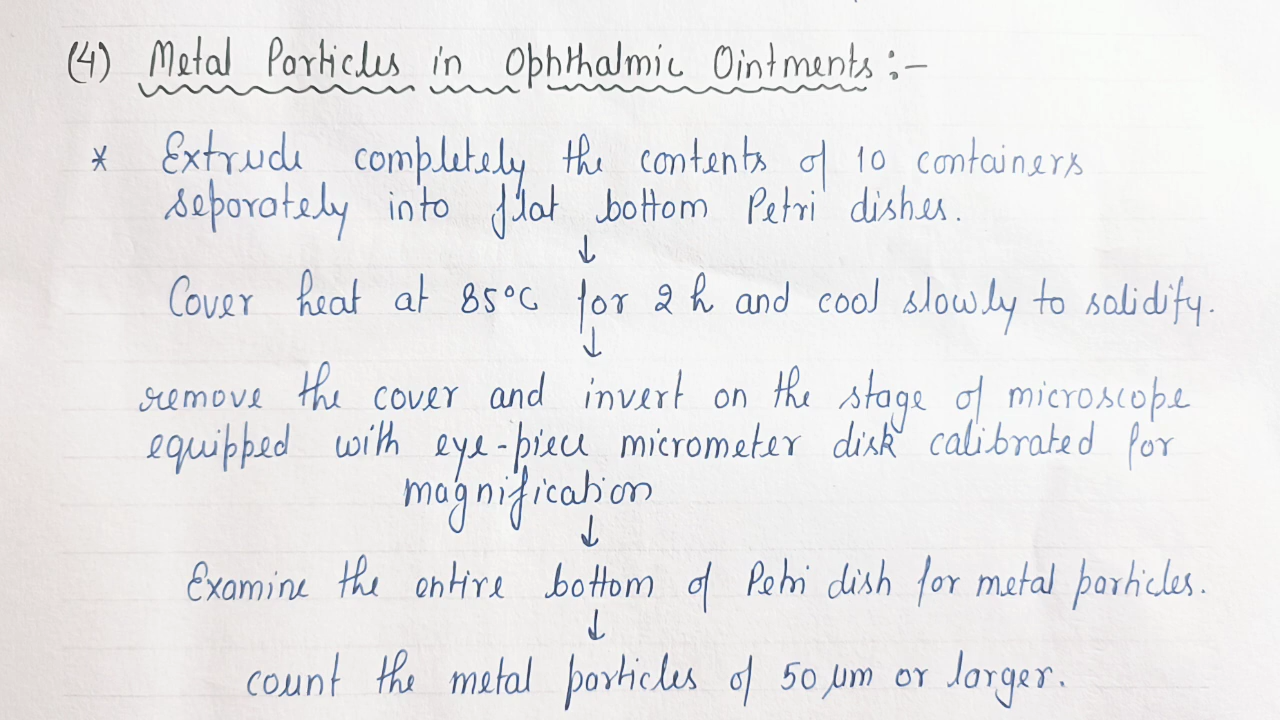 (4) Metal Particles in Ophthalmic Ointments :-
* Extrude completely the contents of 10 containers
separately into flat bottom Petri dishes.
↓
Cover heat at 85°C for 2 h and cool slowly to solidify.
↓
remove the cover and invert on the stage of microscope
equipped with eye-piece micrometer disk calibrated for
magnification
↓
Examine the entire bottom of Petri dish for metal particles.
↓
count the metal particles of 50 µm or larger.